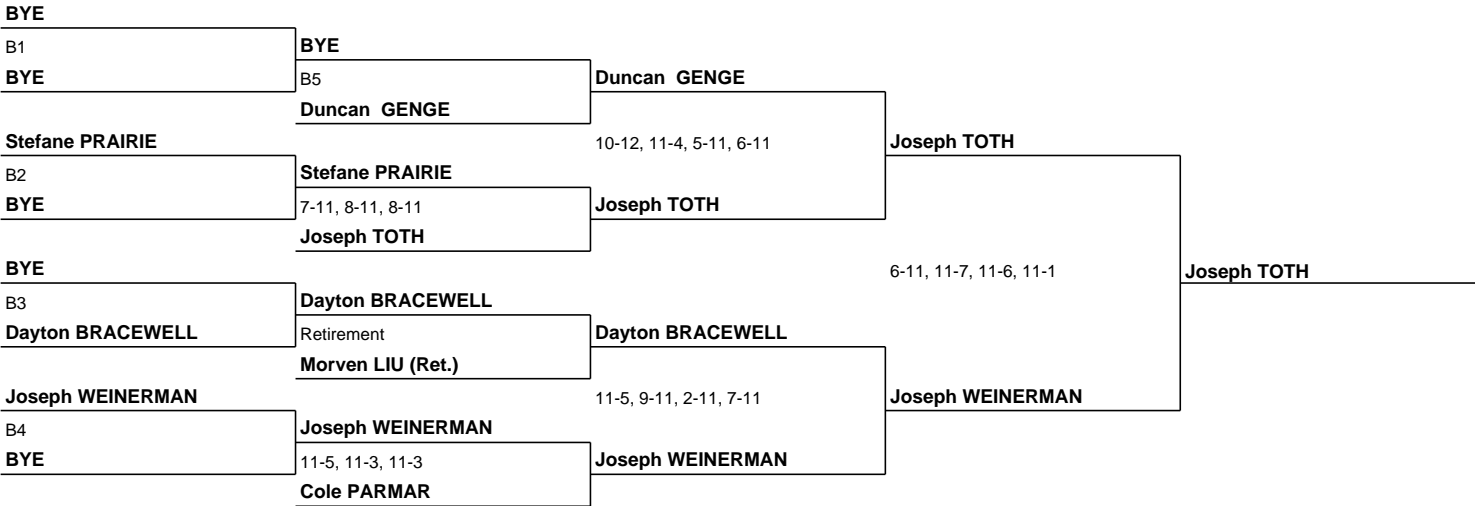 BYE
B1
BYE
BYE
B5
Duncan GENGE
Duncan GENGE
Stefane PRAIRIE
B2
BYE
Stefane PRAIRIE
7-11, 8-11, 8-11
Joseph TOTH
10-12, 11-4, 5-11, 6-11
Joseph TOTH
Joseph TOTH
BYE
B3
Dayton BRACEWELL
Dayton BRACEWELL
Retirement
Morven LIU (Ret.)
Dayton BRACEWELL
6-11, 11-7, 11-6, 11-1
Joseph TOTH
Joseph WEINERMAN
B4
BYE
Joseph WEINERMAN
11-5, 11-3, 11-3
Cole PARMAR
11-5, 9-11, 2-11, 7-11
Joseph WEINERMAN
Joseph WEINERMAN